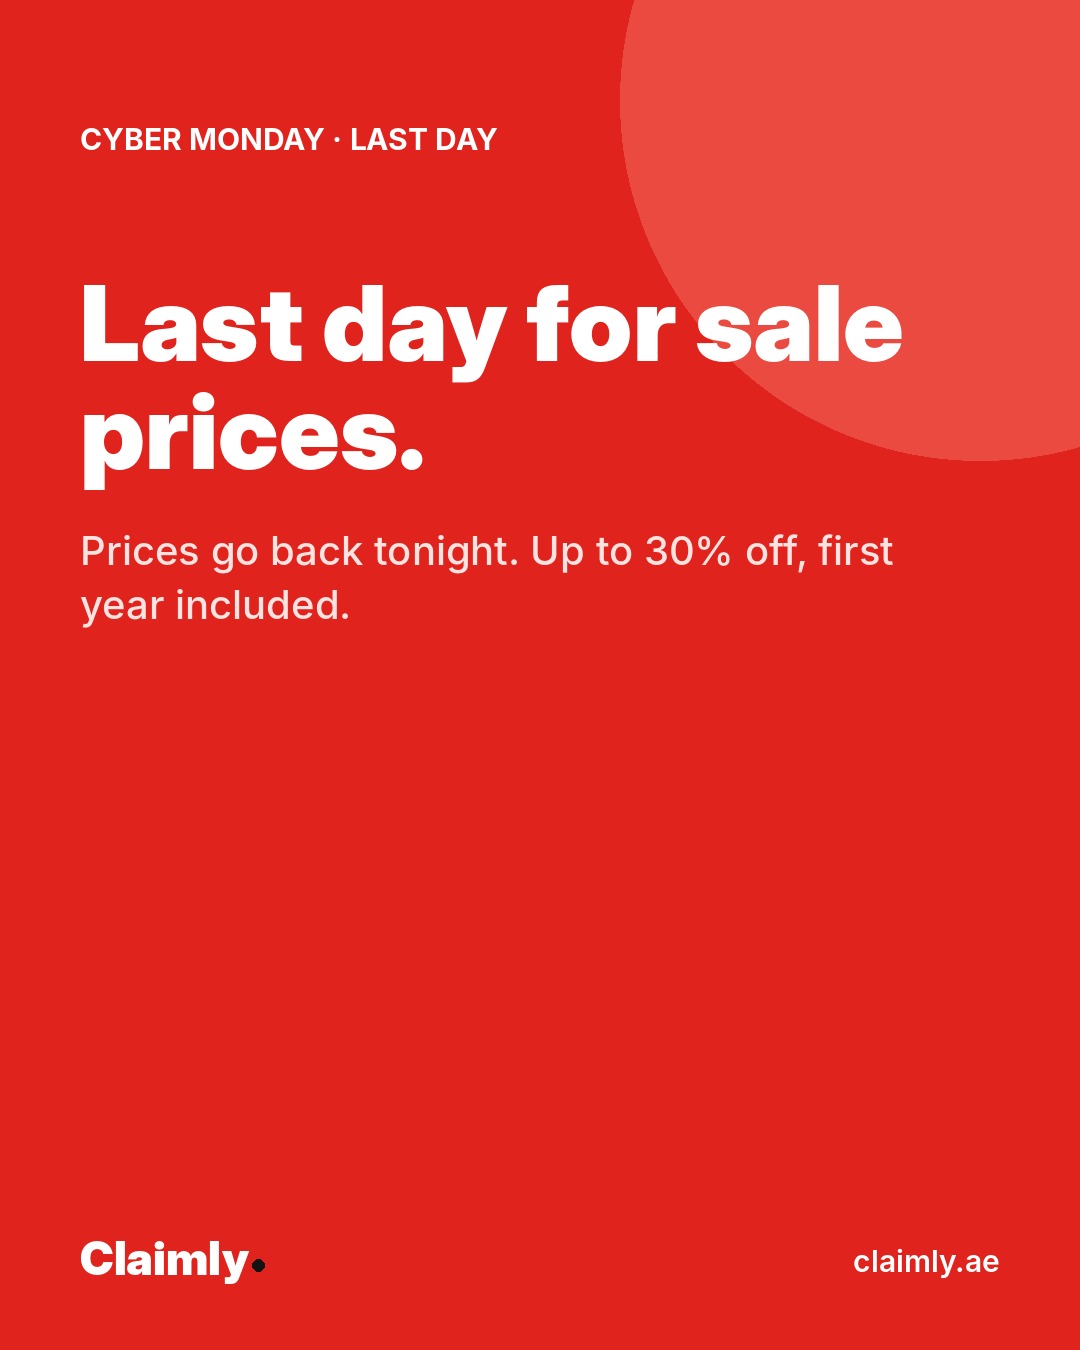 CYBER MONDAY · LAST DAY
Last day for sale
prices.
Prices go back tonight. Up to 30% off, first
year included.
Claimly.
claimly.ae